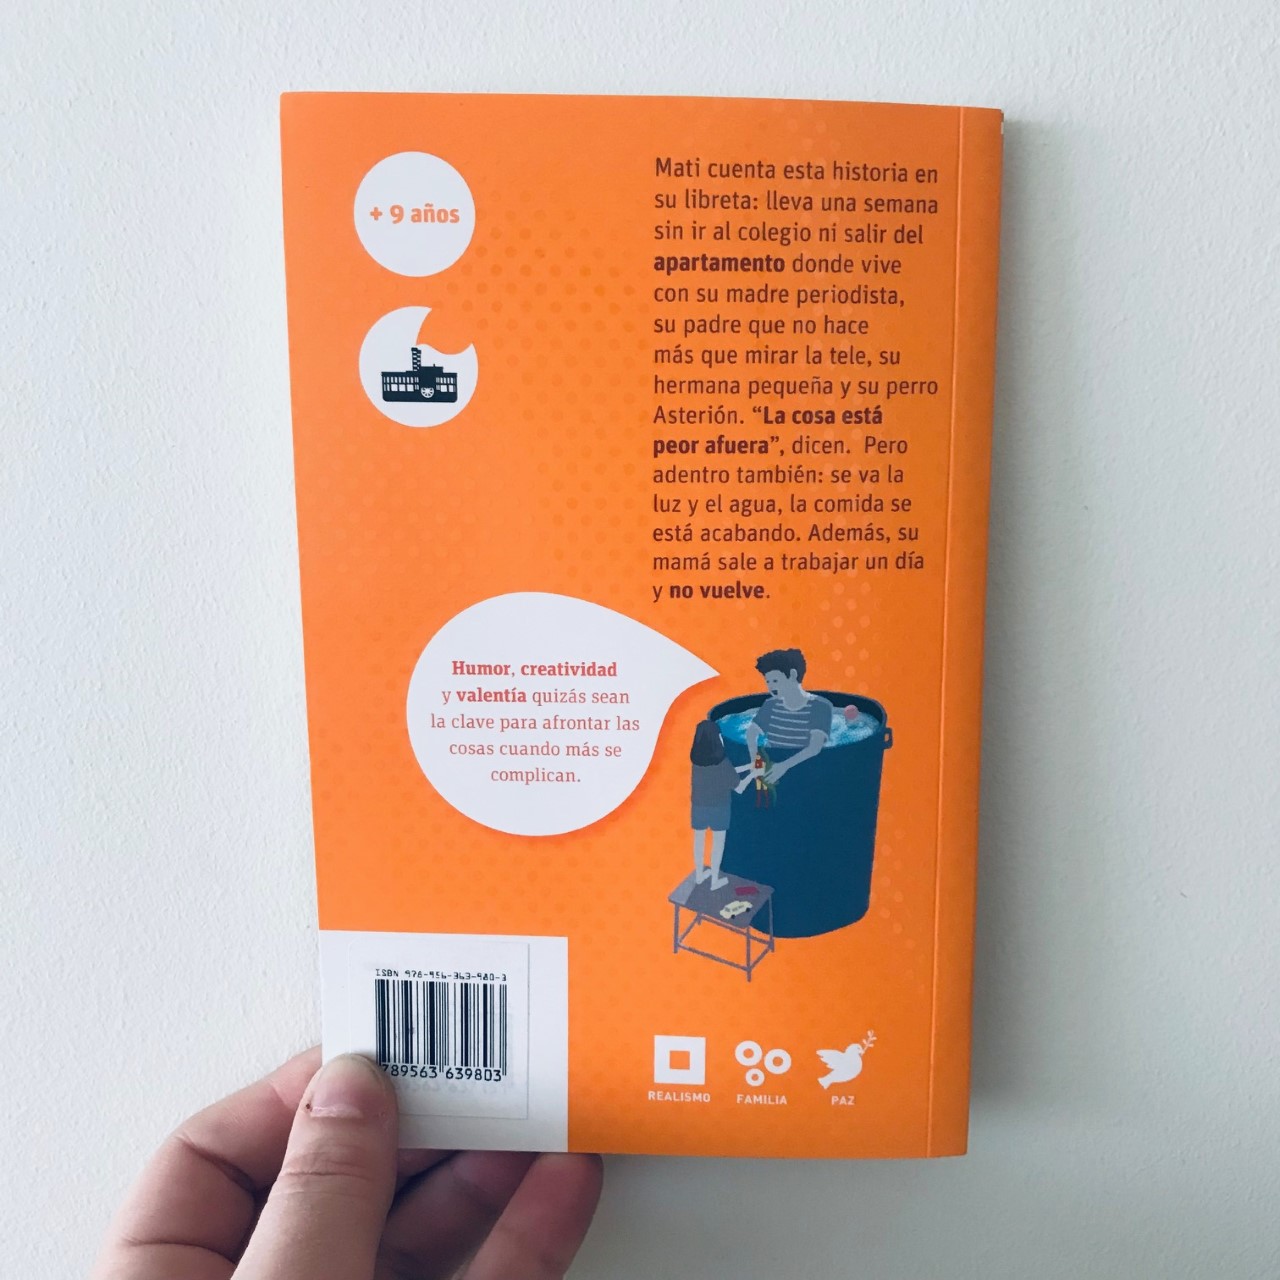 + 9 años
Mati cuenta esta historia en
su libreta: lleva una semana
sin ir al colegio ni salir del
apartamento donde vive
con su madre periodista,
su padre que no hace
más que mirar la tele, su
hermana pequeña y su perro
Asterión. “La cosa está
peor afuera”, dicen. Pero
adentro también: se va la
luz y el agua, la comida se
está acabando. Además, su
mamá sale a trabajar un día
y no vuelve.
Humor, creatividad
y valentía quizás sean
la clave para afrontar las
cosas cuando más se
complican.
ISBN 978-956-363-980-3
789563 639803
REALISMO
FAMILIA
PAZ